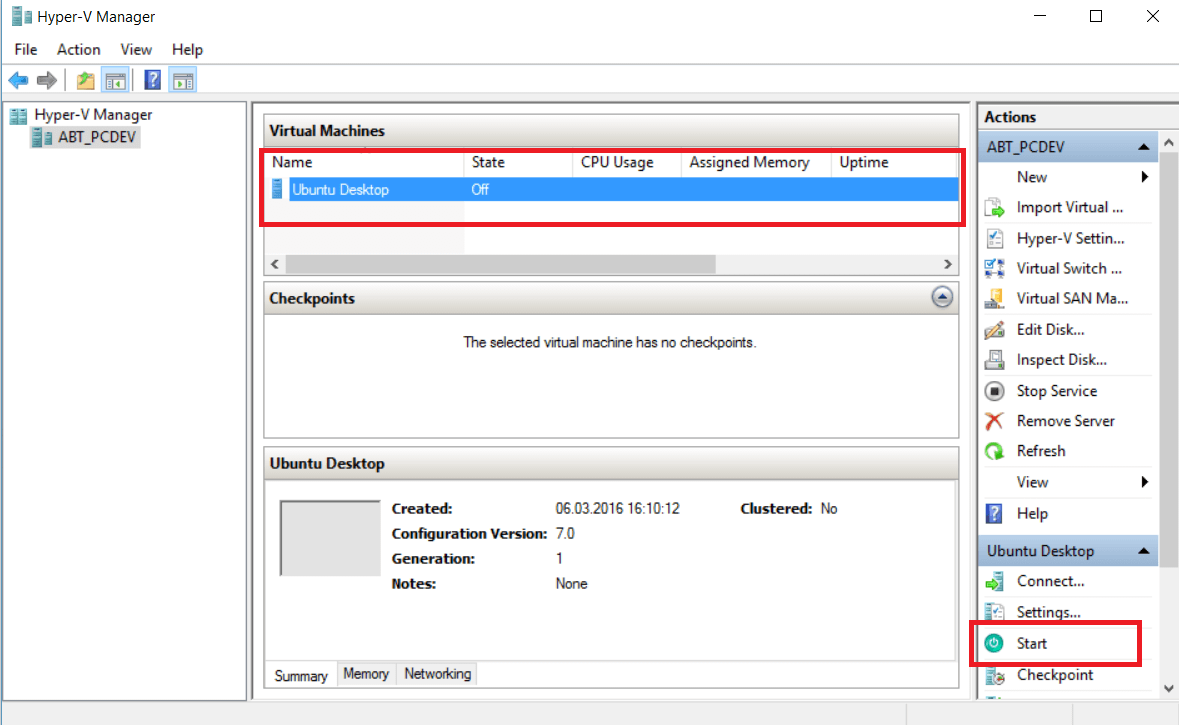 Hyper-V Manager
File Action View Help
Hyper-V Manager
ABT_PCDEV
Virtual Machines
Name State CPU Usage Assigned Memory Uptime
Ubuntu Desktop Off
Checkpoints
The selected virtual machine has no checkpoints.
Ubuntu Desktop
Created: 06.03.2016 16:10:12 Clustered: No
Configuration Version: 7.0
Generation: 1
Notes: None
Summary Memory Networking
Actions
ABT_PCDEV
New
Import Virtual ...
Hyper-V Settin...
Virtual Switch ...
Virtual SAN Ma...
Edit Disk...
Inspect Disk...
Stop Service
Remove Server
Refresh
View
Help
Ubuntu Desktop
Connect...
Settings...
Start
Checkpoint